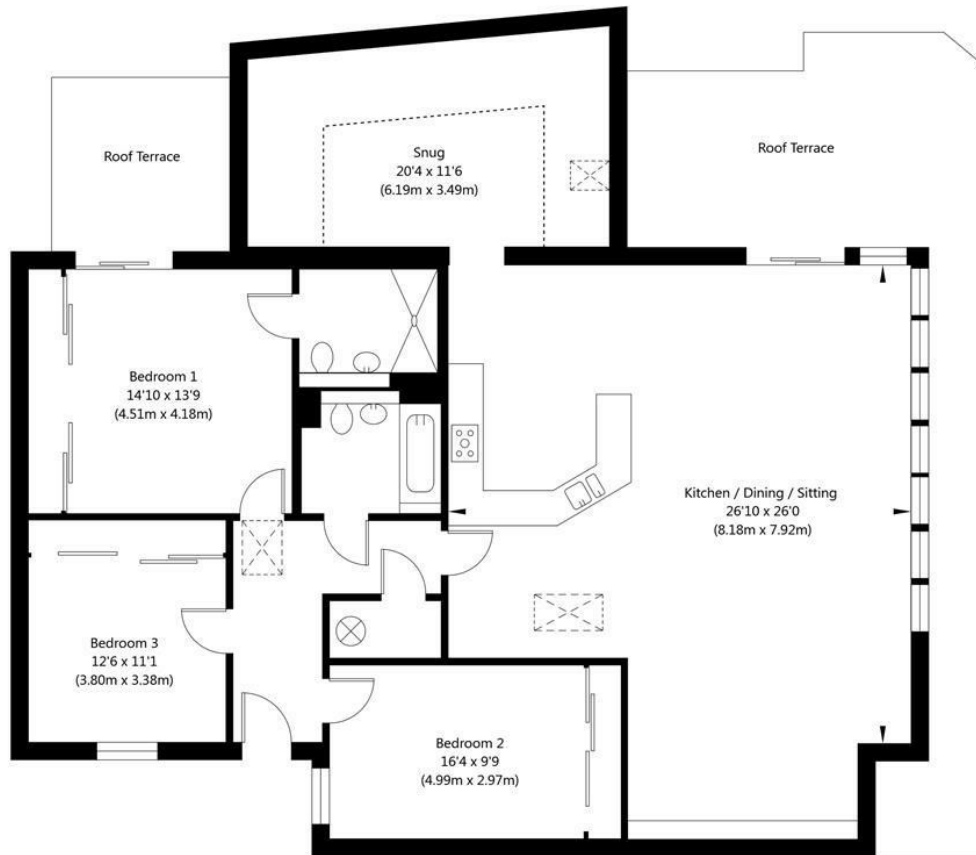 Roof Terrace
Snug
20'4 x 11'6
(6.19m x 3.49m)
Roof Terrace
Bedroom 1
14'10 x 13'9
(4.51m x 4.18m)
Kitchen / Dining / Sitting
26'10 x 26'0
(8.18m x 7.92m)
Bedroom 3
12'6 x 11'1
(3.80m x 3.38m)
Bedroom 2
16'4 x 9'9
(4.99m x 2.97m)